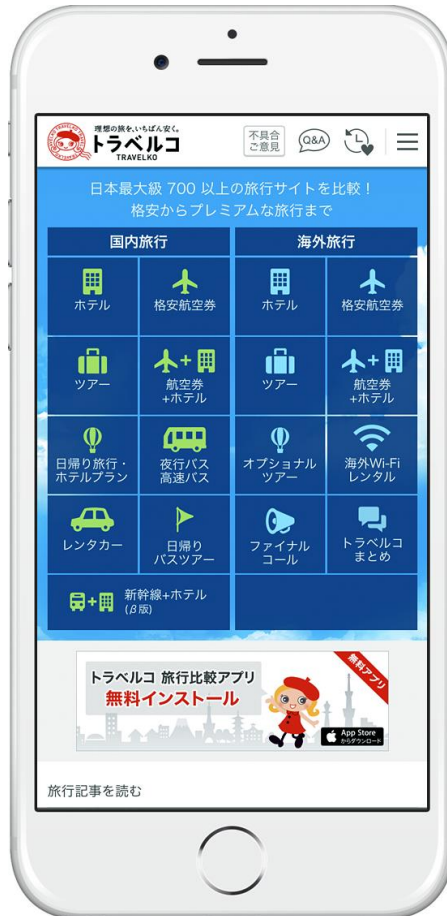 理想の旅を、いちばん安く。
トラベルコ
TRAVELKO
不具合
ご意見
Q&A
日本最大級 700 以上の旅行サイトを比較！
格安からプレミアムな旅行まで
国内旅行
海外旅行
ホテル
格安航空券
ホテル
格安航空券
ツアー
航空券
+ホテル
ツアー
航空券
+ホテル
日帰り旅行・
ホテルプラン
夜行バス
高速バス
オプショナル
ツアー
海外Wi-Fi
レンタル
レンタカー
日帰り
バスツアー
ファイナル
コール
トラベルコ
まとめ
新幹線+ホテル
(β版)
トラベルコ 旅行比較アプリ
無料インストール
無料アプリ
App Store
からダウンロード
旅行記事を読む